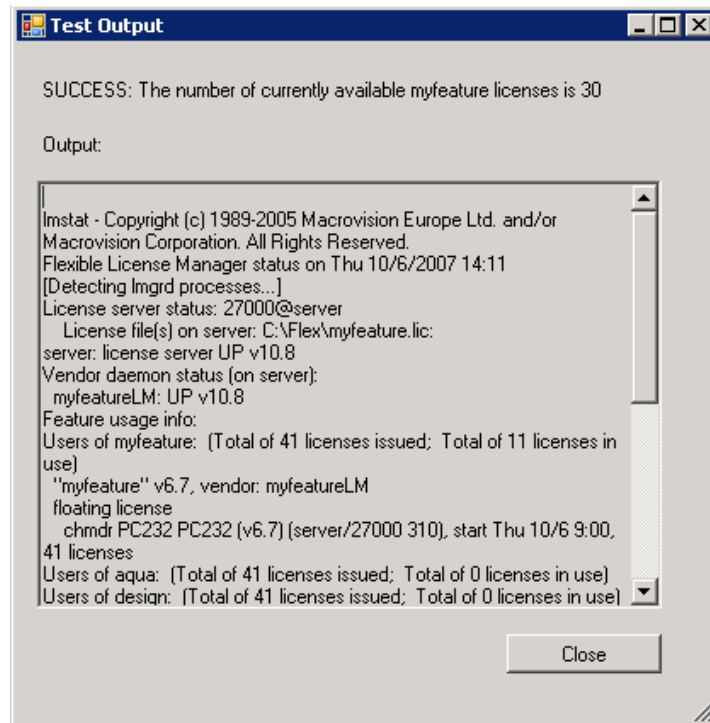 Test Output
SUCCESS: The number of currently available myfeature licenses is 30
Output:
lmstat - Copyright (c) 1989-2005 Macrovision Europe Ltd. and/or
Macrovision Corporation. All Rights Reserved.
Flexible License Manager status on Thu 10/6/2007 14:11
[Detecting lmgrd processes...]
License server status: 27000@server
License file(s) on server: C:\Flex\myfeature.lic:
server: license server UP v10.8
Vendor daemon status (on server):
myfeatureLM: UP v10.8
Feature usage info:
Users of myfeature: (Total of 41 licenses issued; Total of 11 licenses in
use)
"myfeature" v6.7, vendor: myfeatureLM
floating license
chmdr PC232 PC232 (v6.7) (server/27000 310), start Thu 10/6 9:00,
41 licenses
Users of aqua: (Total of 41 licenses issued; Total of 0 licenses in use)
Users of design: (Total of 41 licenses issued; Total of 0 licenses in use)
Close